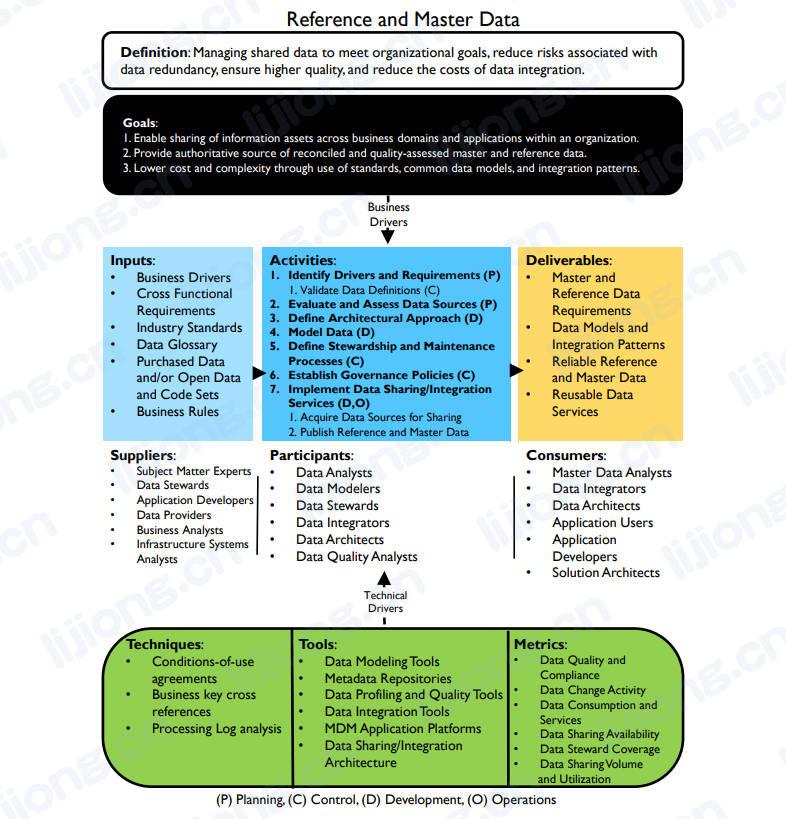 Reference and Master Data
Definition: Managing shared data to meet organizational goals, reduce risks associated with
data redundancy, ensure higher quality, and reduce the costs of data integration.
Goals:
1. Enable sharing of information assets across business domains and applications within an organization.
2. Provide authoritative source of reconciled and quality-assessed master and reference data.
3. Lower cost and complexity through use of standards, common data models, and integration patterns.
Business
Drivers
Inputs:
• Business Drivers
• Cross Functional
Requirements
• Industry Standards
• Data Glossary
• Purchased Data
and/or Open Data
and Code Sets
• Business Rules
Activities:
1. Identify Drivers and Requirements (P)
1. Validate Data Definitions (C)
2. Evaluate and Assess Data Sources (P)
3. Define Architectural Approach (D)
4. Model Data (D)
5. Define Stewardship and Maintenance
Processes (C)
6. Establish Governance Policies (C)
7. Implement Data Sharing/Integration
Services (D,O)
1. Acquire Data Sources for Sharing
2. Publish Reference and Master Data
Deliverables:
• Master and
Reference Data
Requirements
• Data Models and
Integration Patterns
• Reliable Reference
and Master Data
• Reusable Data
Services
Suppliers:
• Subject Matter Experts
• Data Stewards
• Application Developers
• Data Providers
• Business Analysts
• Infrastructure Systems
Analysts
Participants:
• Data Analysts
• Data Modelers
• Data Stewards
• Data Integrators
• Data Architects
• Data Quality Analysts
Consumers:
• Master Data Analysts
• Data Integrators
• Data Architects
• Application Users
• Application
Developers
• Solution Architects
Technical
Drivers
Techniques:
• Conditions-of-use
agreements
• Business key cross
references
• Processing Log analysis
Tools:
• Data Modeling Tools
• Metadata Repositories
• Data Profiling and Quality Tools
• Data Integration Tools
• MDM Application Platforms
• Data Sharing/Integration
Architecture
Metrics:
• Data Quality and
Compliance
• Data Change Activity
• Data Consumption and
Services
• Data Sharing Availability
• Data Steward Coverage
• Data Sharing Volume
and Utilization
(P) Planning, (C) Control, (D) Development, (O) Operations
lijiong.cn